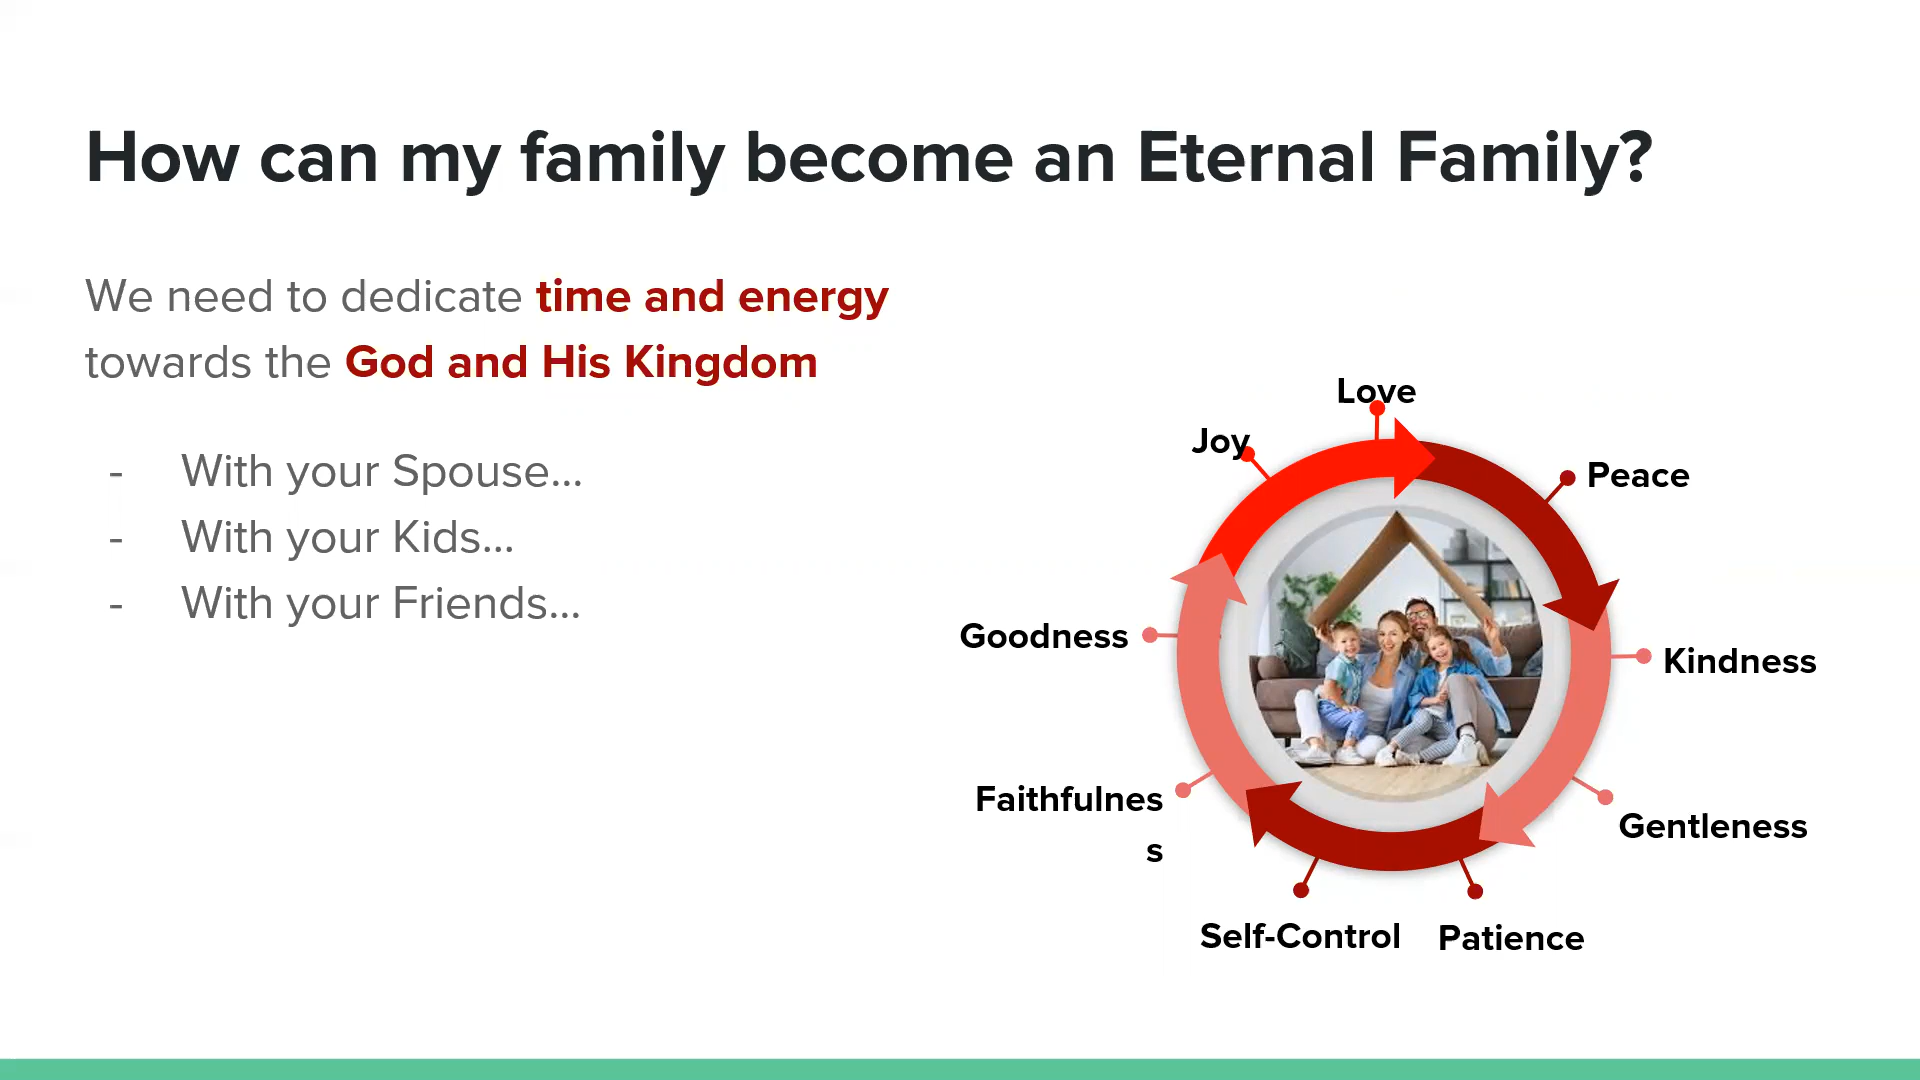 How can my family become an Eternal Family?
We need to dedicate time and energy
towards the God and His Kingdom
- With your Spouse...
- With your Kids...
- With your Friends...
Love
Joy
Peace
Goodness
Kindness
Faithfulnes
s
Gentleness
Self-Control
Patience